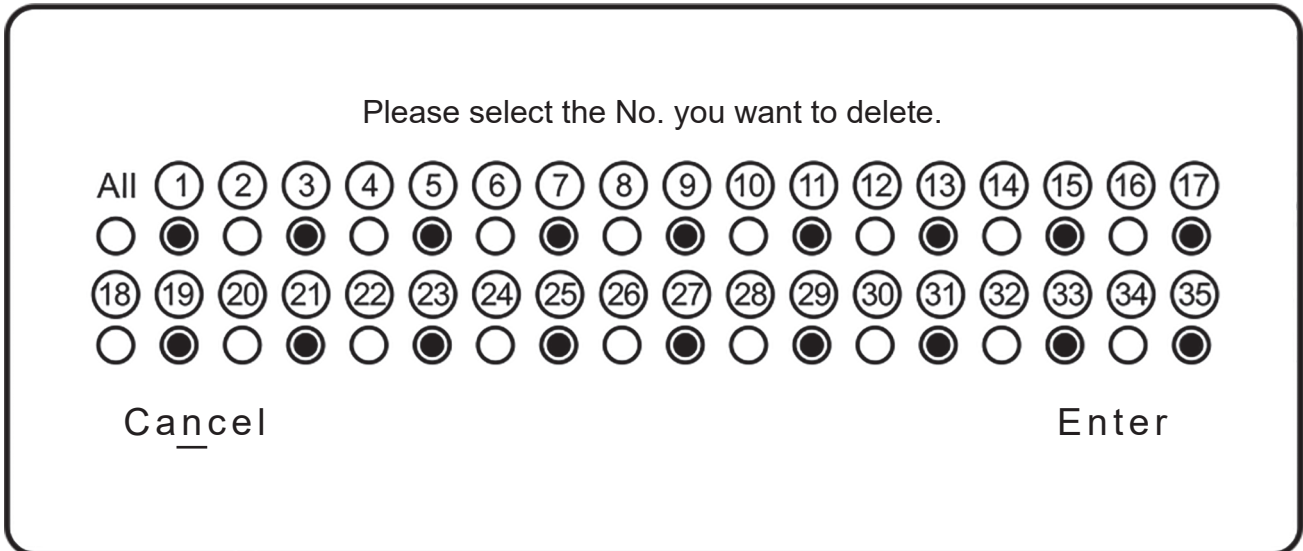 Please select the No. you want to delete.
All 1 2 3 4 5 6 7 8 9 10 11 12 13 14 15 16 17
18 19 20 21 22 23 24 25 26 27 28 29 30 31 32 33 34 35
Cancel Enter